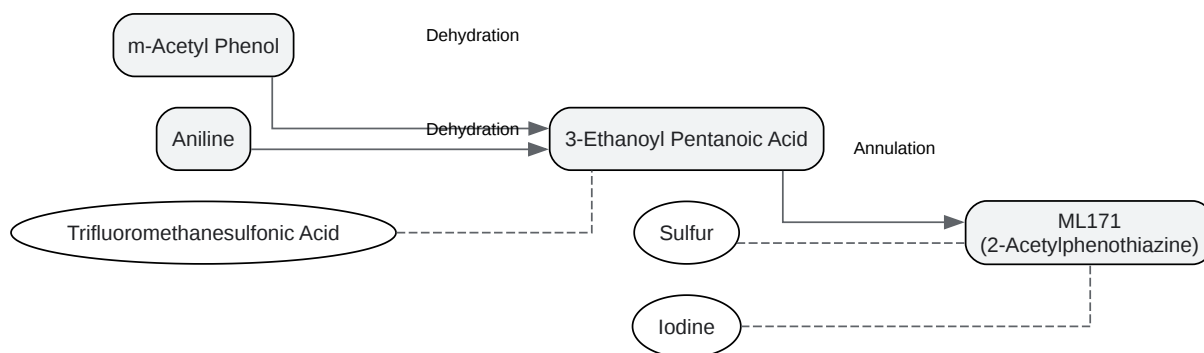 m-Acetyl Phenol
Dehydration
Aniline
Dehydration
3-Ethanoyl Pentanoic Acid
Annulation
Trifluoromethanesulfonic Acid
Sulfur
ML171
(2-Acetylphenothiazine)
Iodine